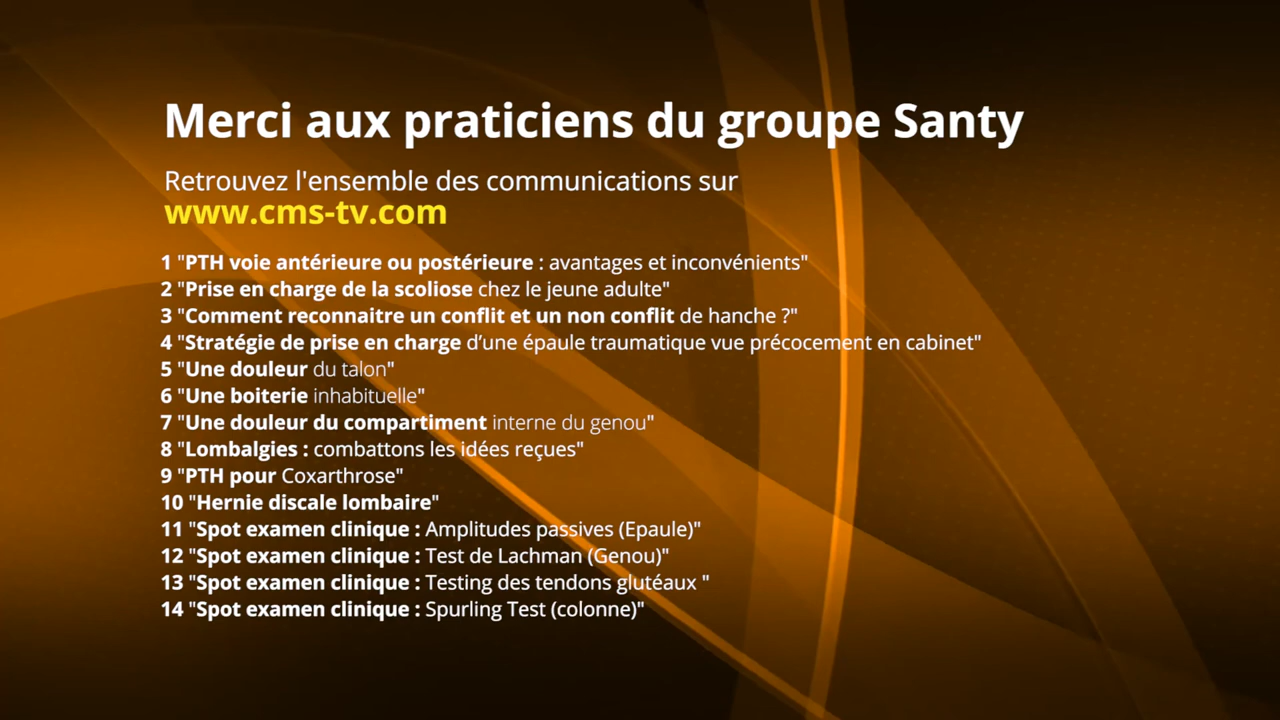 Merci aux praticiens du groupe Santy
Retrouvez l'ensemble des communications sur
www.cms-tv.com
1 "PTH voie antérieure ou postérieure : avantages et inconvénients"
2 "Prise en charge de la scoliose chez le jeune adulte"
3 "Comment reconnaitre un conflit et un non conflit de hanche ?"
4 "Stratégie de prise en charge d’une épaule traumatique vue précocement en cabinet"
5 "Une douleur du talon"
6 "Une boiterie inhabituelle"
7 "Une douleur du compartiment interne du genou"
8 "Lombalgies : combattons les idées reçues"
9 "PTH pour Coxarthrose"
10 "Hernie discale lombaire"
11 "Spot examen clinique : Amplitudes passives (Epaule)"
12 "Spot examen clinique : Test de Lachman (Genou)"
13 "Spot examen clinique : Testing des tendons glutéaux "
14 "Spot examen clinique : Spurling Test (colonne)"